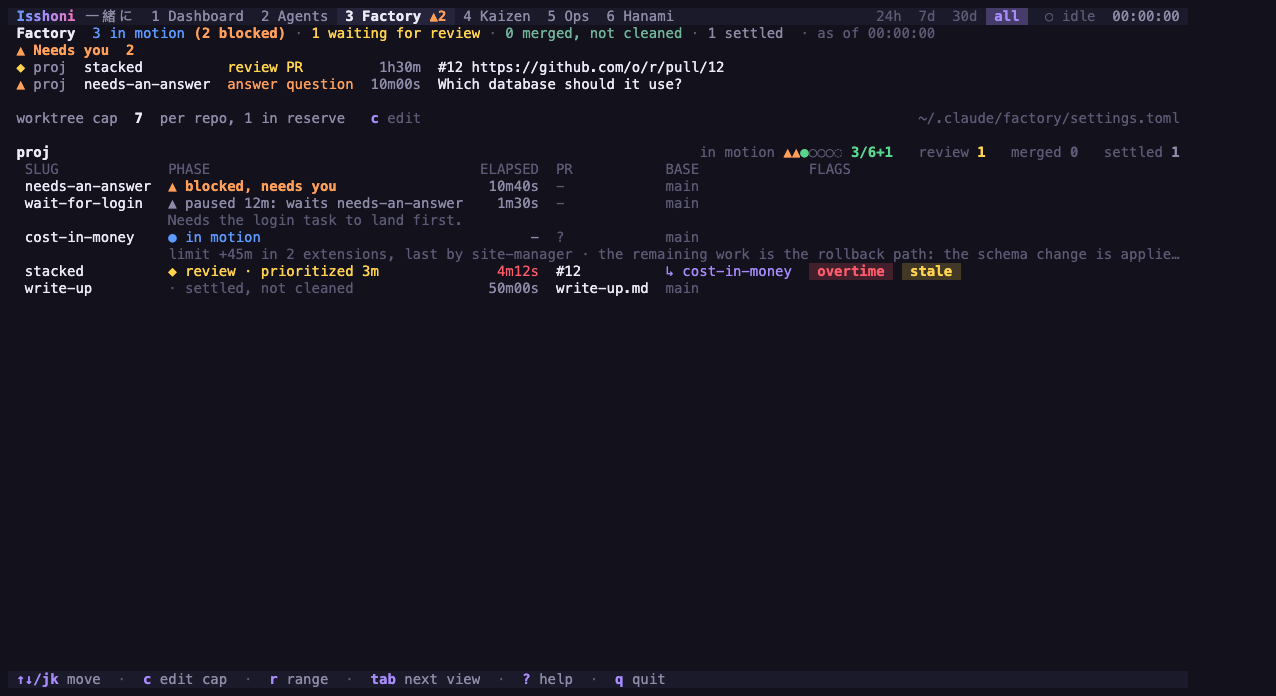 Isshoni 一緒に 1 Dashboard 2 Agents 3 Factory ▲2 4 Kaizen 5 Ops 6 Hanami 24h 7d 30d all ○ idle 00:00:00
Factory 3 in motion (2 blocked) · 1 waiting for review · 0 merged, not cleaned · 1 settled · as of 00:00:00
▲ Needs you 2
◆ proj stacked review PR 1h30m #12 https://github.com/o/r/pull/12
▲ proj needs-an-answer answer question 10m00s Which database should it use?
worktree cap 7 per repo, 1 in reserve c edit ~/.claude/factory/settings.toml
proj in motion ▲▲●○○○◌ 3/6+1 review 1 merged 0 settled 1
SLUG PHASE ELAPSED PR BASE FLAGS
needs-an-answer ▲ blocked, needs you 10m40s – main
wait-for-login ▲ paused 12m: waits needs-an-answer 1m30s – main
Needs the login task to land first.
cost-in-money ● in motion – ? main
limit +45m in 2 extensions, last by site-manager · the remaining work is the rollback path: the schema change is applie…
stacked ◆ review · prioritized 3m 4m12s #12 ↳ cost-in-money overtime stale
write-up · settled, not cleaned 50m00s write-up.md main
↑↓/jk move · c edit cap · r range · tab next view · ? help · q quit